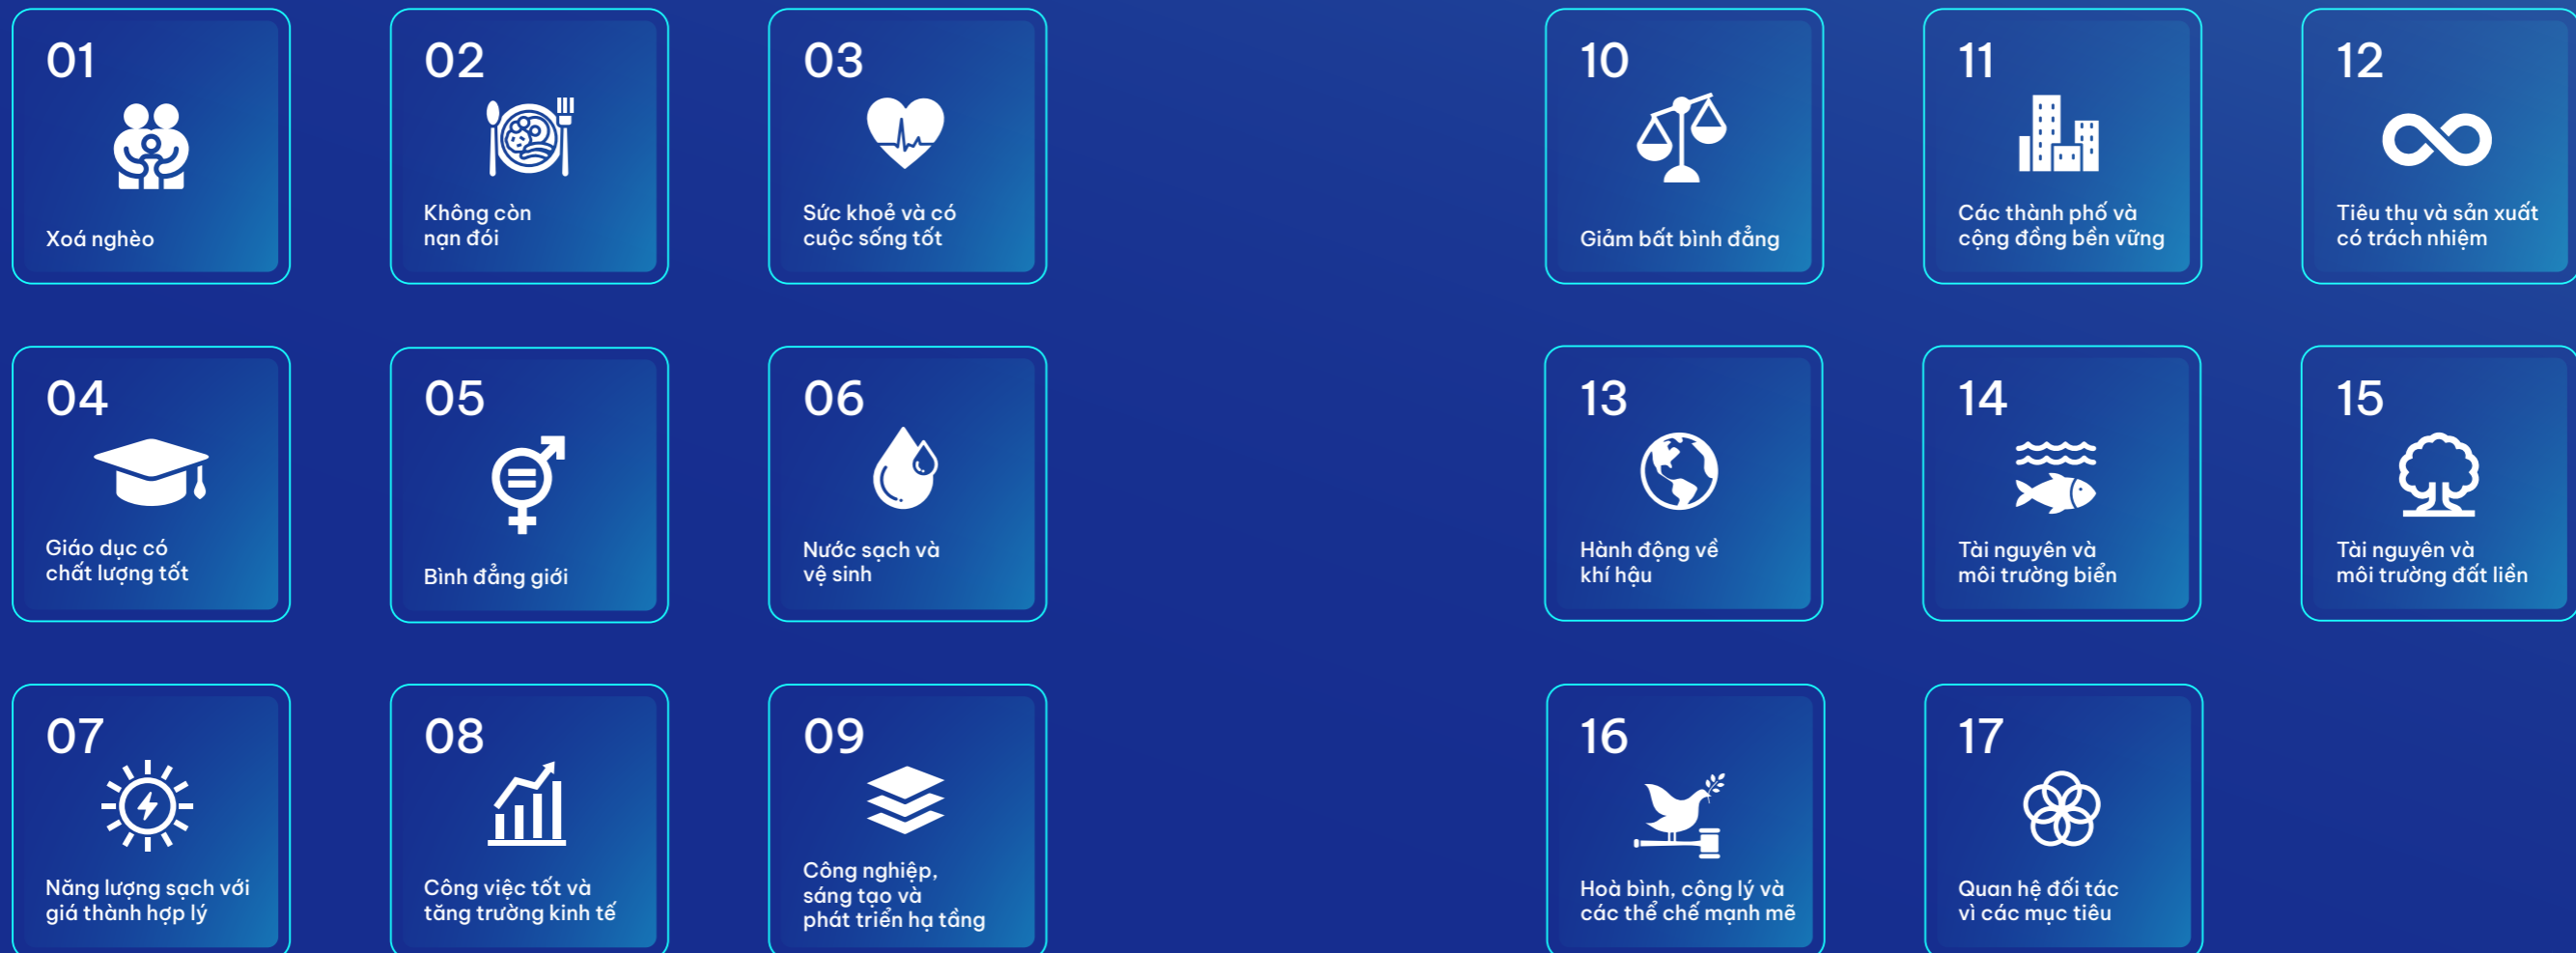 01
Xoá nghèo
02
Không còn
nạn đói
03
Sức khoẻ và có
cuộc sống tốt
04
Giáo dục có
chất lượng tốt
05
Bình đẳng giới
06
Nước sạch và
vệ sinh
07
Năng lượng sạch với
giá thành hợp lý
08
Công việc tốt và
tăng trường kinh tế
09
Công nghiệp,
sáng tạo và
phát triển hạ tầng
10
Giảm bất bình đẳng
11
Các thành phố và
cộng đồng bền vững
12
Tiêu thụ và sản xuất
có trách nhiệm
13
Hành động về
khí hậu
14
Tài nguyên và
môi trường biển
15
Tài nguyên và
môi trường đất liền
16
Hoà bình, công lý và
các thể chế mạnh mẽ
17
Quan hệ đối tác
vì các mục tiêu